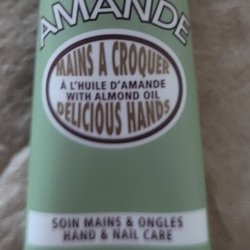 AMANDE
MAINS A CROQUER
À L'HUILE D'AMANDE
WITH ALMOND OIL
DELICIOUS HANDS
SOIN MAINS & ONGLES
HAND & NAIL CARE